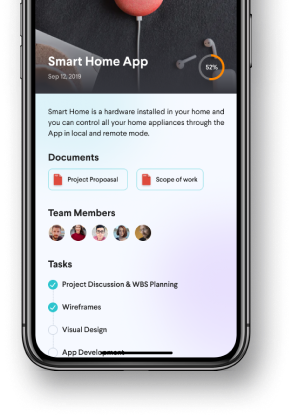 Smart Home App
Sep 12, 2019
52%
Smart Home is a hardware installed in your home and
you can control all your home appliances through the
App in local and remote mode.
Documents
Project Propoasal
Scope of work
Team Members
Tasks
Project Discussion & WBS Planning
Wireframes
Visual Design
App Development